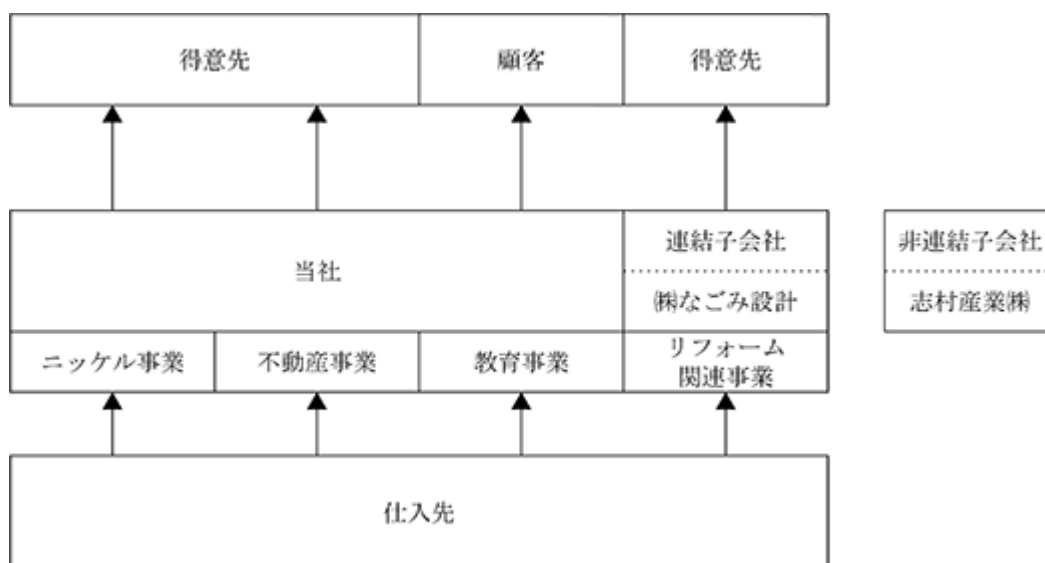 得意先
顧客
得意先
当社
連結子会社
㈱なごみ設計
非連結子会社
志村産業㈱
ニッケル事業
不動産事業
教育事業
リフォーム
関連事業
仕入先